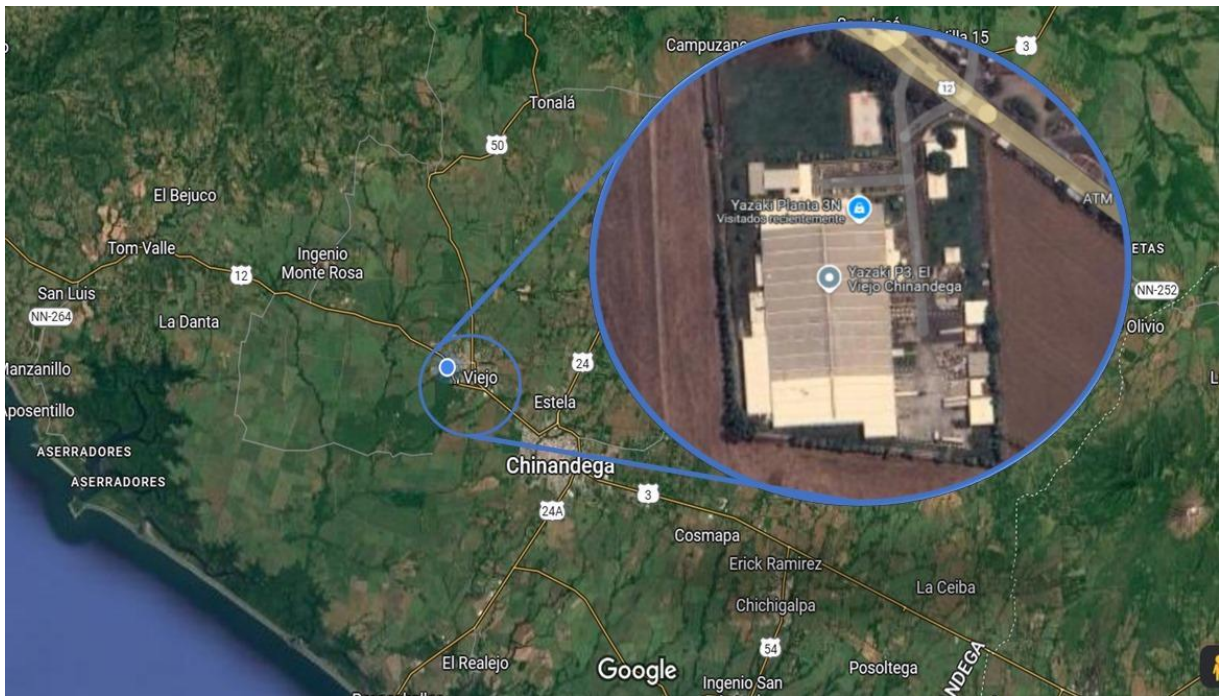 Campuzano
3
Tonalá
50
12
El Bejuco
Yazaki Planta 3N
Visitados recientemente
ATM
Tom Valle
Ingenio
Monte Rosa
ETAS
12
Yazaki P3, El
Viejo Chinandega
San Luis
NN-264
NN-252
La Danta
Olivio
Manzanillo
24
Viejo
Estela
Aposentillo
ASERRADORES
Chinandega
ASERRADORES
3
24A
Cosmapa
Erick Ramirez
La Ceiba
Chichigalpa
54
El Realejo
Google
Posoltega
Ingenio San
NDEGA